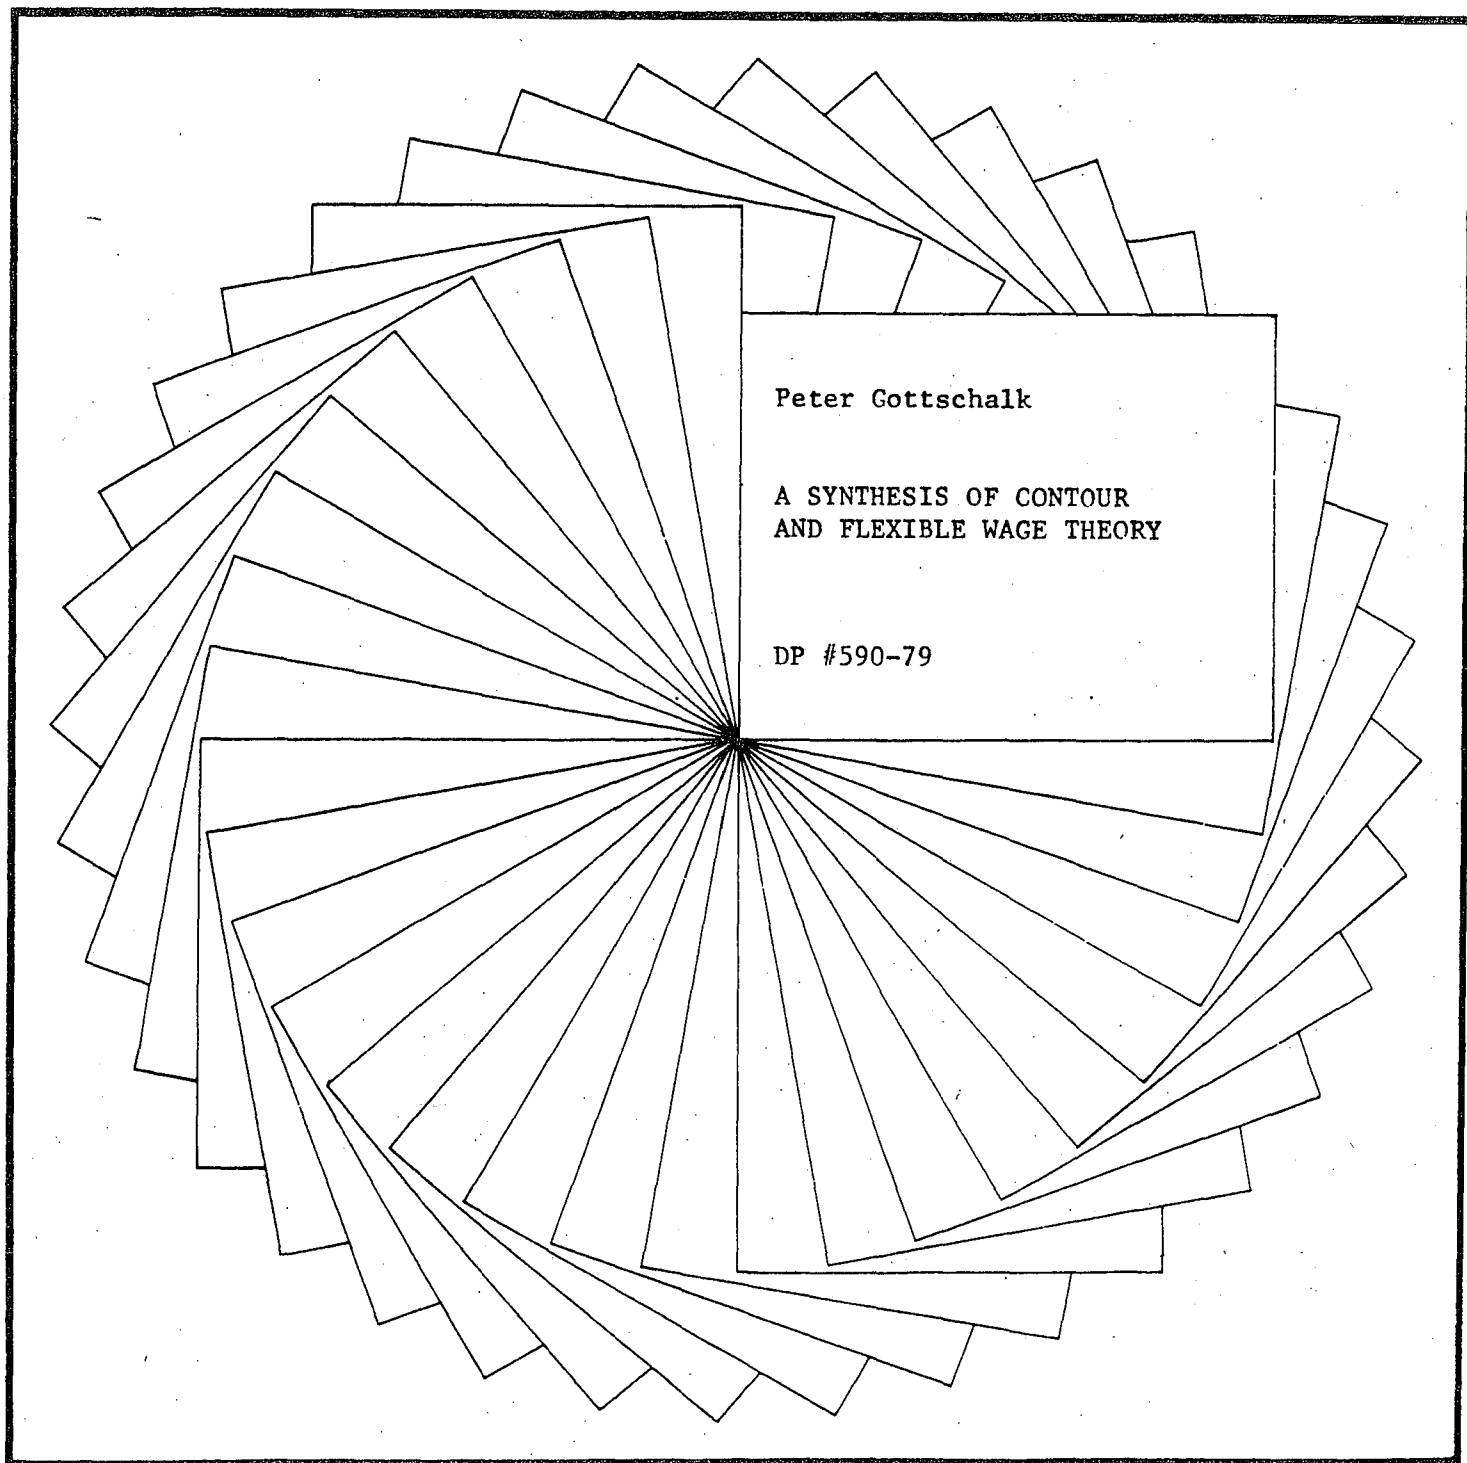 Peter Gottschalk
A SYNTHESIS OF CONTOUR
AND FLEXIBLE WAGE THEORY
DP #590-79